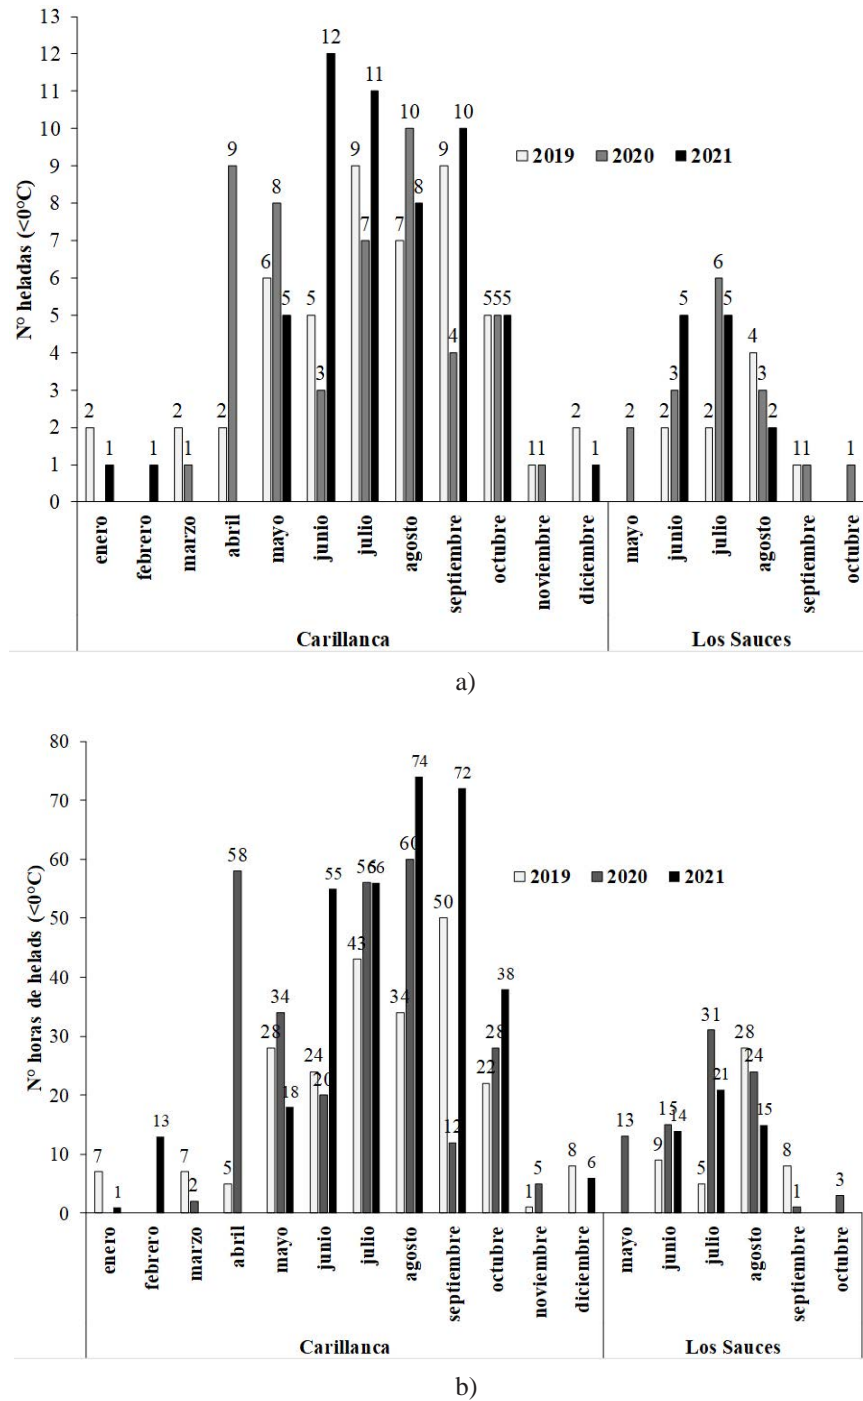 13
12
11
10
9
8
7
6
5
4
3
2
1
0
N° heladas (<0°C)
2019 2020 2021
2 1 1 2 1 2 9 6 8 5 5 3 12 9 7 11 7 10 8 9 4 10 5 5 5 1 1 2 1 2 2 3 5 2 6 5 4 3 2 1 1 1
enero febrero marzo abril mayo junio julio agosto septiembre octubre noviembre diciembre mayo junio julio agosto septiembre octubre
Carillanca Los Sauces
a)
80
70
60
50
40
30
20
10
0
N° horas de helads (<0°C)
2019 2020 2021
7 1 13 7 2 5 58 28 34 18 24 20 55 43 56 56 34 60 74 50 12 72 22 28 38 1 5 8 6 13 9 15 14 5 31 21 28 24 15 8 1 3
enero febrero marzo abril mayo junio julio agosto septiembre octubre noviembre diciembre mayo junio julio agosto septiembre octubre
Carillanca Los Sauces
b)